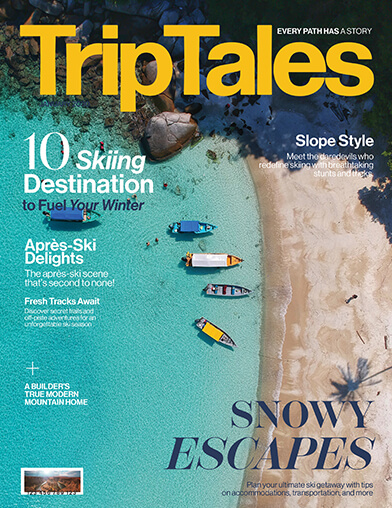 EVERY PATH HAS A STORY
TripTales
10 Skiing
Destination
to Fuel Your Winter
Slope Style
Meet the daredevils who
redefine skiing with breathtaking
stunts and tricks.
Après-Ski
Delights
The après-ski scene
that's second to none!
Fresh Tracks Await
Discover secret trails and
off-piste adventures for an
unforgettable ski season
A BUILDER'S
TRUE MODERN
MOUNTAIN HOME
SNOWY
ESCAPES
Plan your ultimate ski getaway with tips
on accommodations, transportation, and more